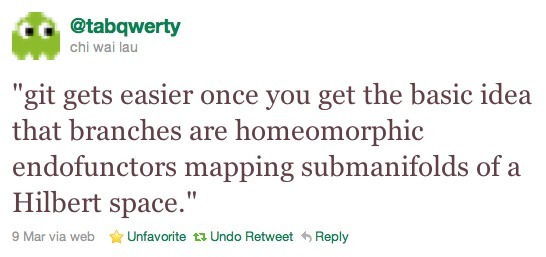 @tabqwerty
chi wai lau
"git gets easier once you get the basic idea
that branches are homeomorphic
endofunctors mapping submanifolds of a
Hilbert space."
9 Mar via web Unfavorite Undo Retweet Reply